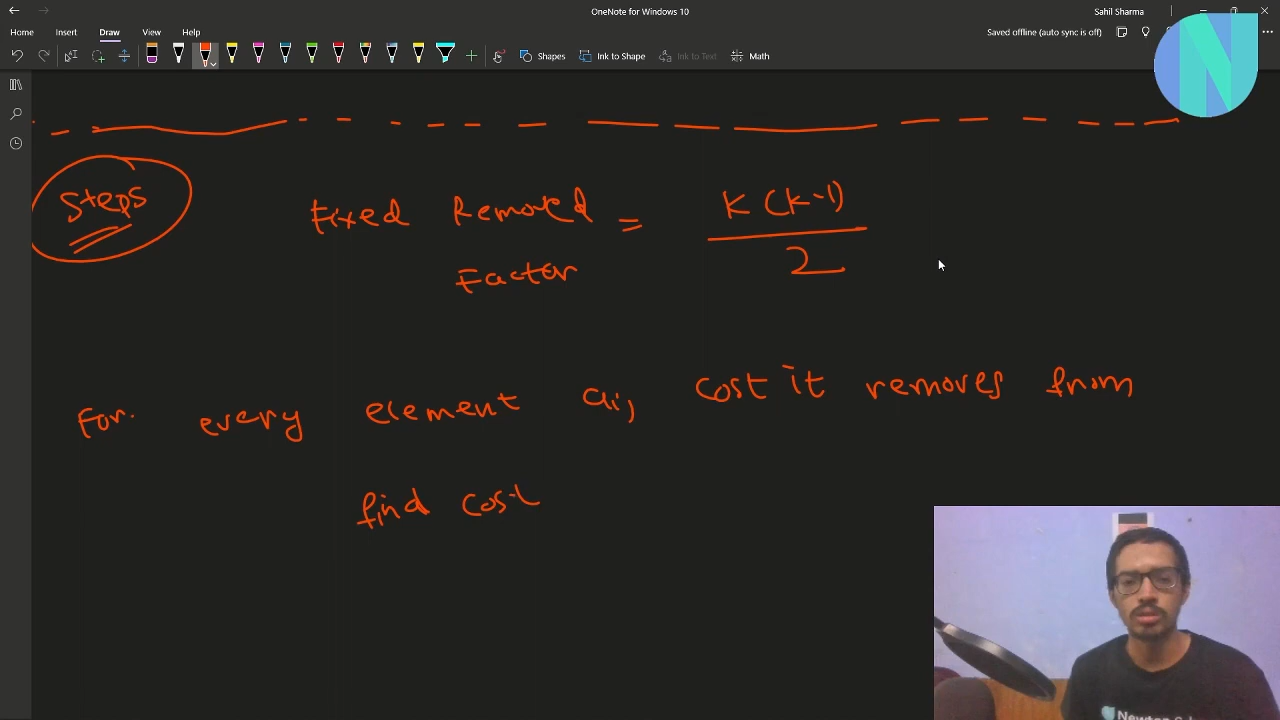 OneNote for Windows 10
Sahil Sharma
Home Insert Draw View Help
Saved offline (auto sync is off)
Shapes Ink to Shape Ink to Text Math
Steps
Fixed Removed = K(k-1)
Factor 2
For every element ai, cost it removes from
find cost
Newton